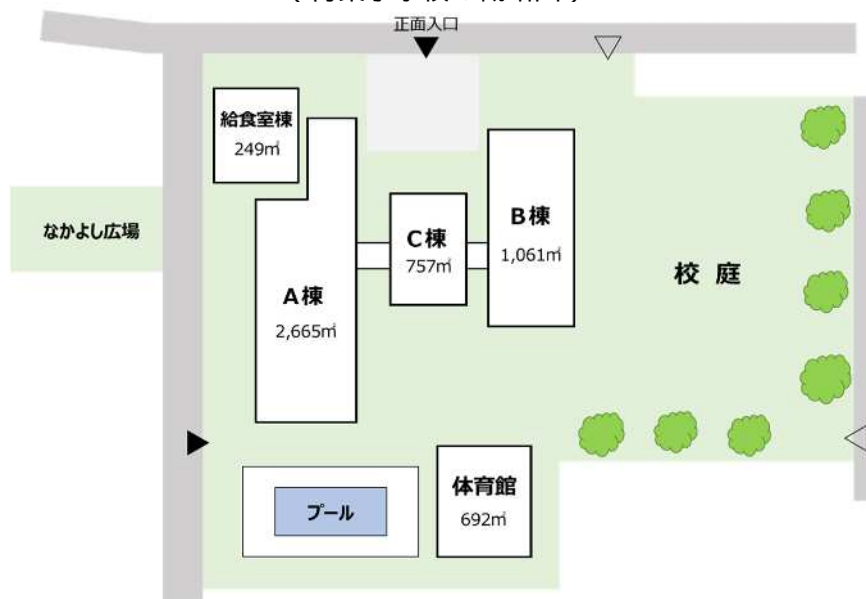 正面入口
給食室棟
249㎡
なかよし広場
A棟
2,665㎡
C棟
757㎡
B棟
1,061㎡
校 庭
プール
体育館
692㎡